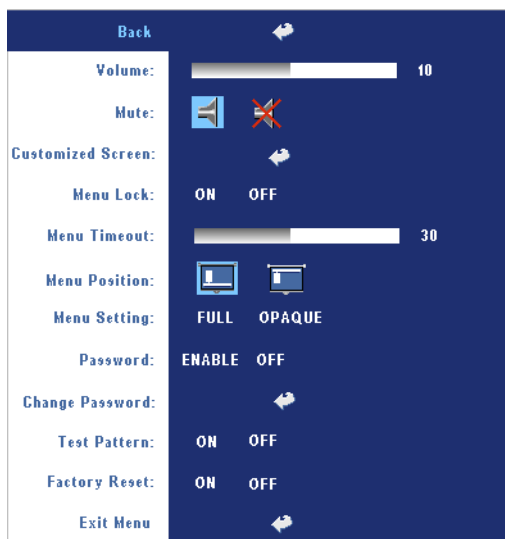 Back
Volume: 10
Mute:
Customized Screen:
Menu Lock: ON OFF
Menu Timeout: 30
Menu Position:
Menu Setting: FULL OPAQUE
Password: ENABLE OFF
Change Password:
Test Pattern: ON OFF
Factory Reset: ON OFF
Exit Menu